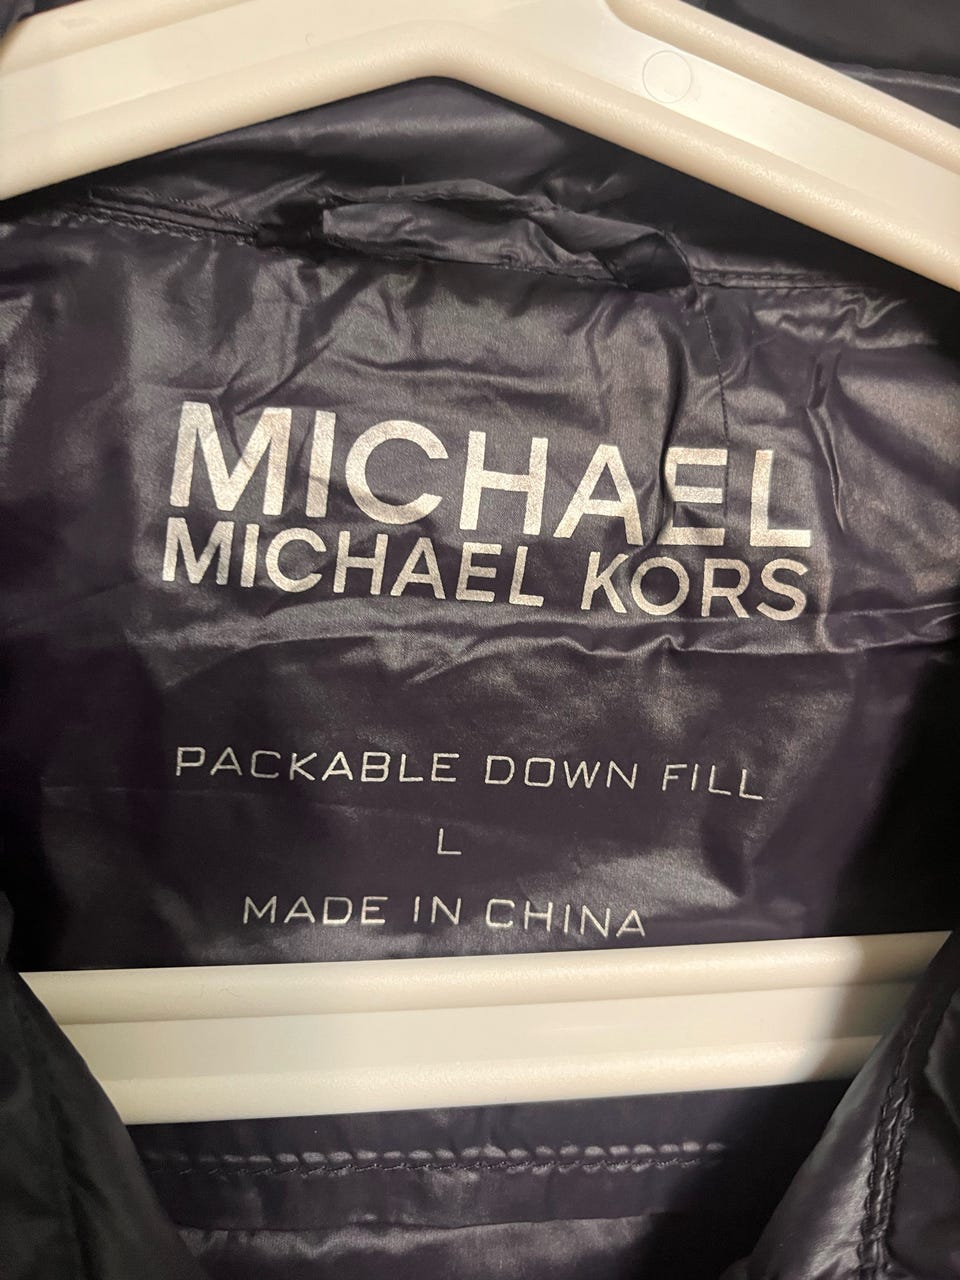 MICHAEL
MICHAEL KORS
PACKABLE DOWN FILL
L
MADE IN CHINA